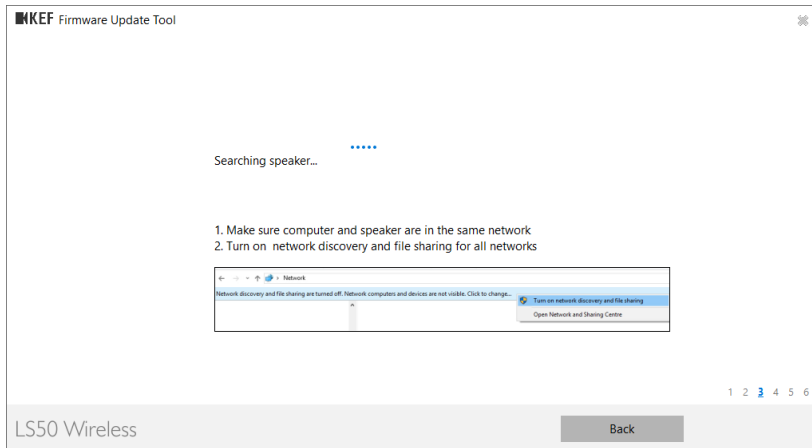 KEF Firmware Update Tool
Searching speaker...
1. Make sure computer and speaker are in the same network
2. Turn on network discovery and file sharing for all networks
Network
Network discovery and file sharing are turned off. Network computers and devices are not visible. Click to change...
Turn on network discovery and file sharing
Open Network and Sharing Centre
1 2 3 4 5 6
LS50 Wireless
Back